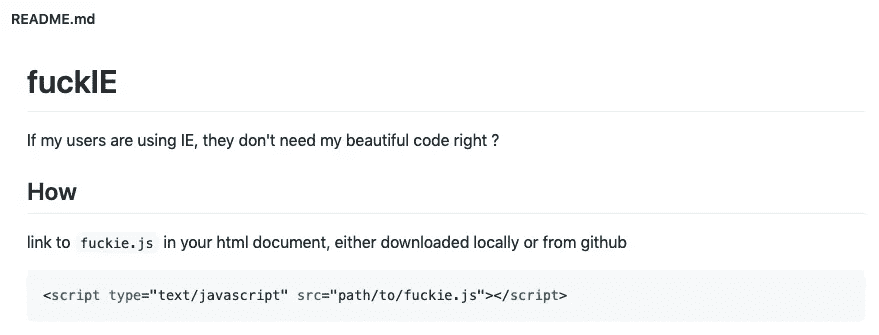 README.md
fuckIE
If my users are using IE, they don't need my beautiful code right ?
How
link to fuckie.js in your html document, either downloaded locally or from github
<script type="text/javascript" src="path/to/fuckie.js"></script>